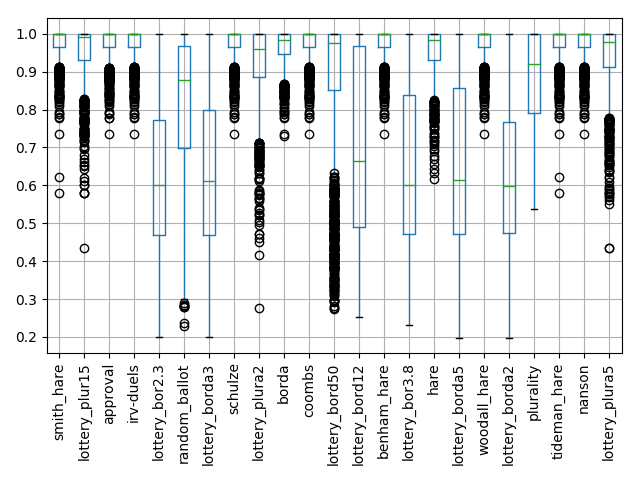 1.0
0.9
0.8
0.7
0.6
0.5
0.4
0.3
0.2
smith_hare
lottery_plur15
approval
irv-duels
lottery_bor2.3
random_ballot
lottery_borda3
schulze
lottery_plura2
borda
coombs
lottery_bord50
lottery_bord12
benham_hare
lottery_bor3.8
hare
lottery_borda5
woodall_hare
lottery_borda2
plurality
tideman_hare
nanson
lottery_plura5